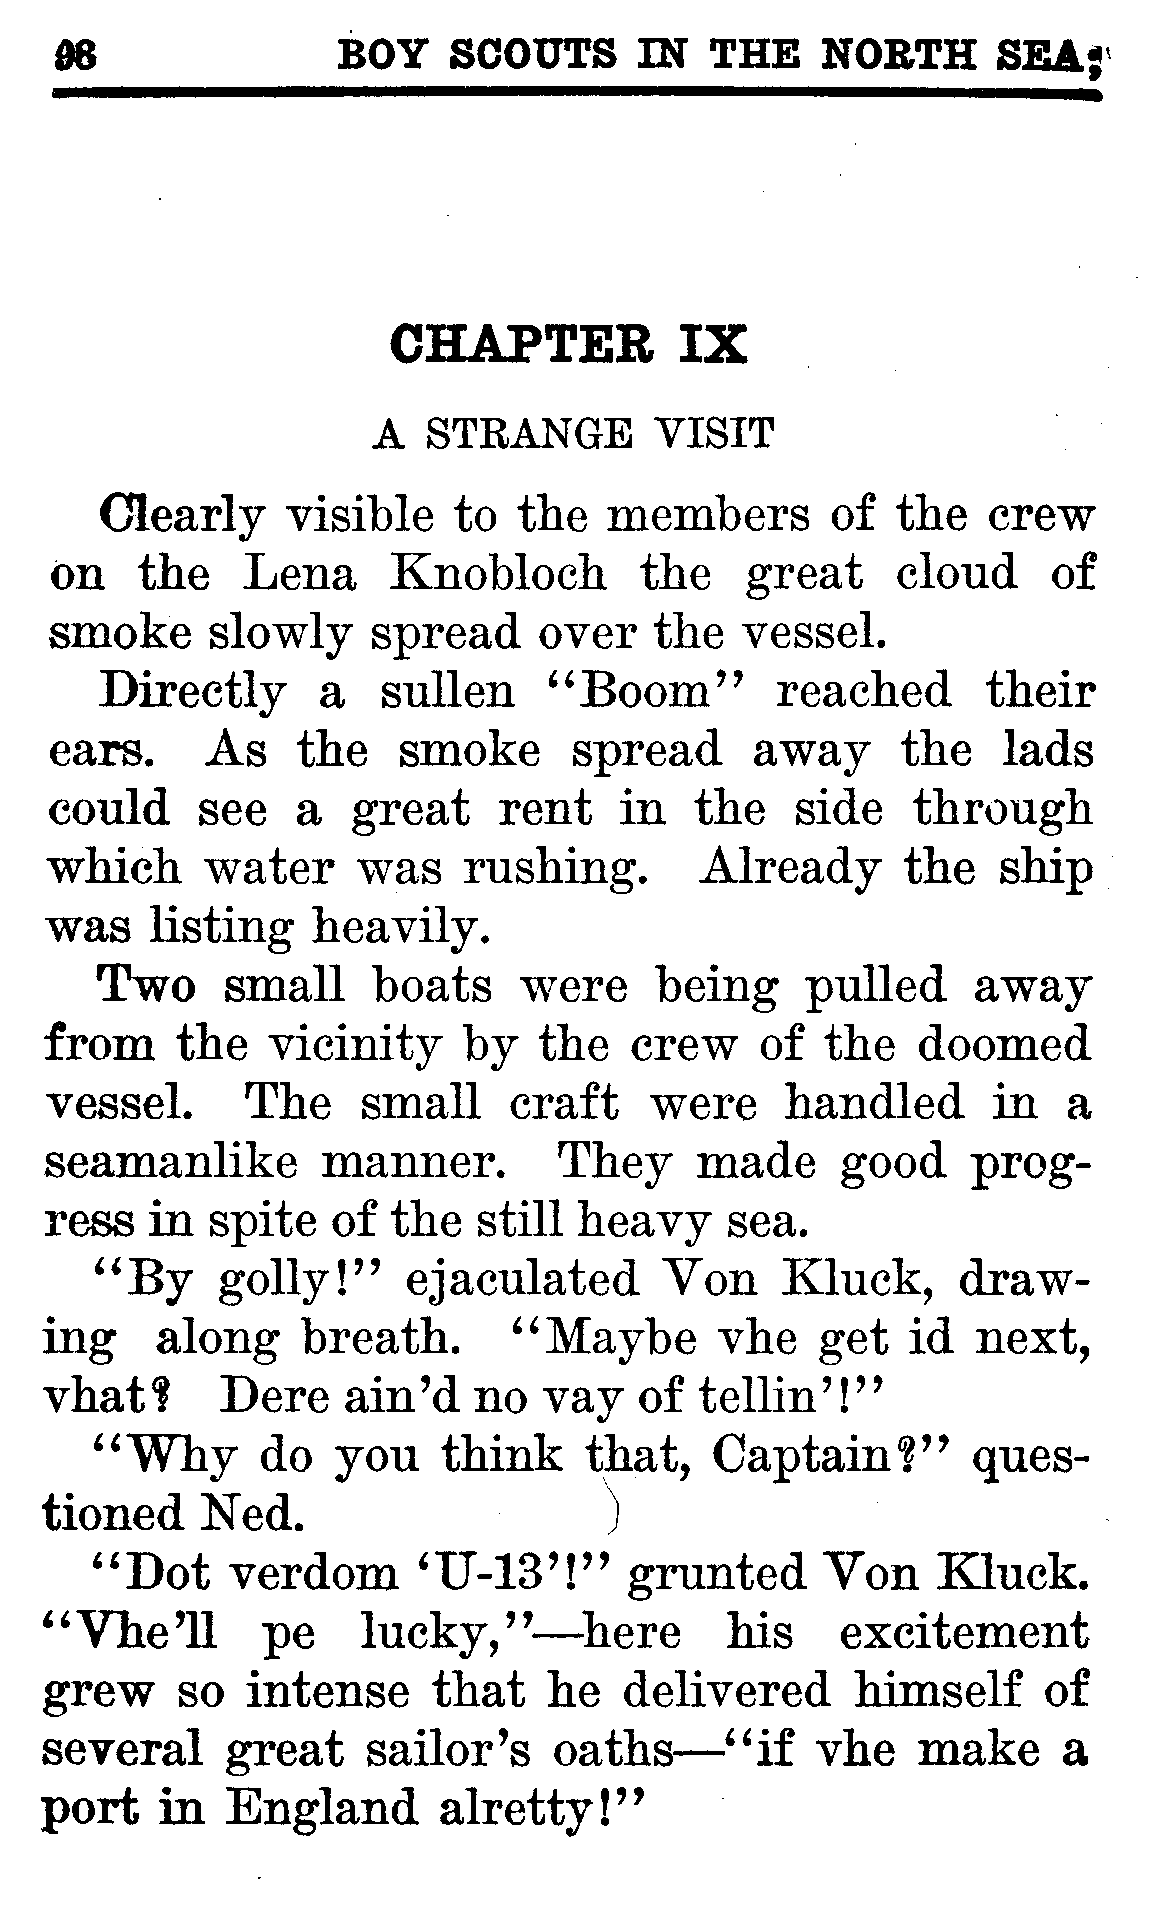 98 BOY SCOUTS IN THE NORTH SEA;
CHAPTER IX
A STRANGE VISIT
Clearly visible to the members of the crew
on the Lena Knobloch the great cloud of
smoke slowly spread over the vessel.
Directly a sullen “Boom” reached their
ears. As the smoke spread away the lads
could see a great rent in the side through
which water was rushing. Already the ship
was listing heavily.
Two small boats were being pulled away
from the vicinity by the crew of the doomed
vessel. The small craft were handled in a
seamanlike manner. They made good prog-
ress in spite of the still heavy sea.
“By golly!” ejaculated Von Kluck, draw-
ing along breath. “Maybe vhe get id next,
vhat? Dere ain’d no vay of tellin’!”
“Why do you think that, Captain?” ques-
tioned Ned.
“Dot verdom ‘U-13’!” grunted Von Kluck.
“Vhe’ll pe lucky,”—here his excitement
grew so intense that he delivered himself of
several great sailor’s oaths—“if vhe make a
port in England alretty!”